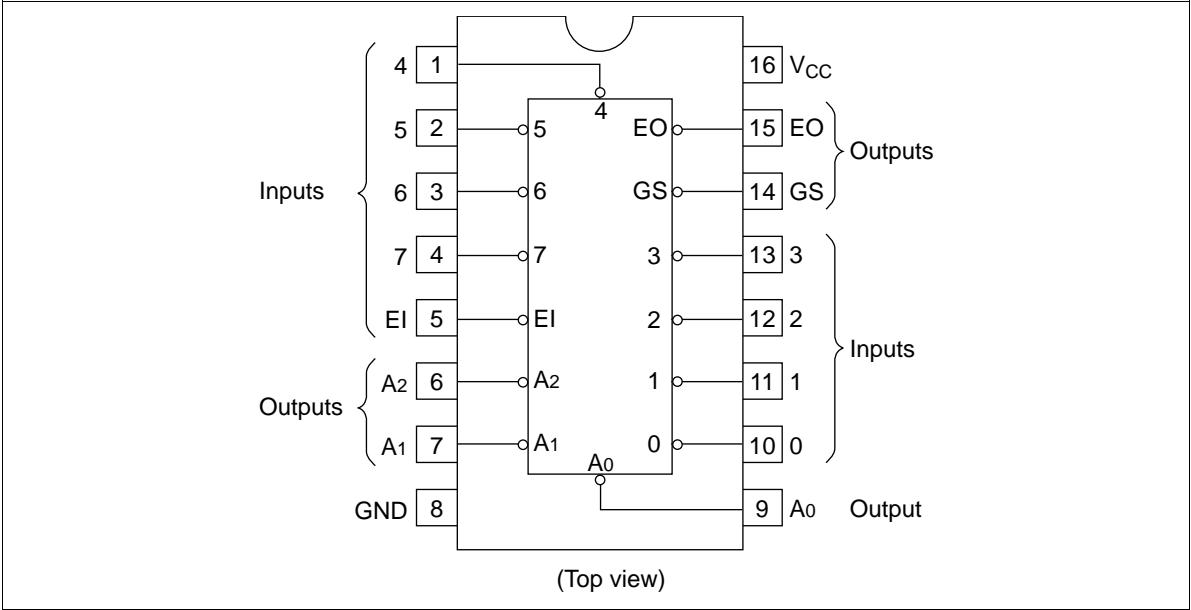 4 1 16 VCC
4
5 2 5 EO 15 EO
Outputs
Inputs 6 3 6 GS 14 GS
7 4 7 3 13 3
EI 5 EI 2 12 2
Inputs
A2 6 A2 1 11 1
Outputs
A1 7 A1 0 10 0
A0
GND 8 9 A0 Output
(Top view)